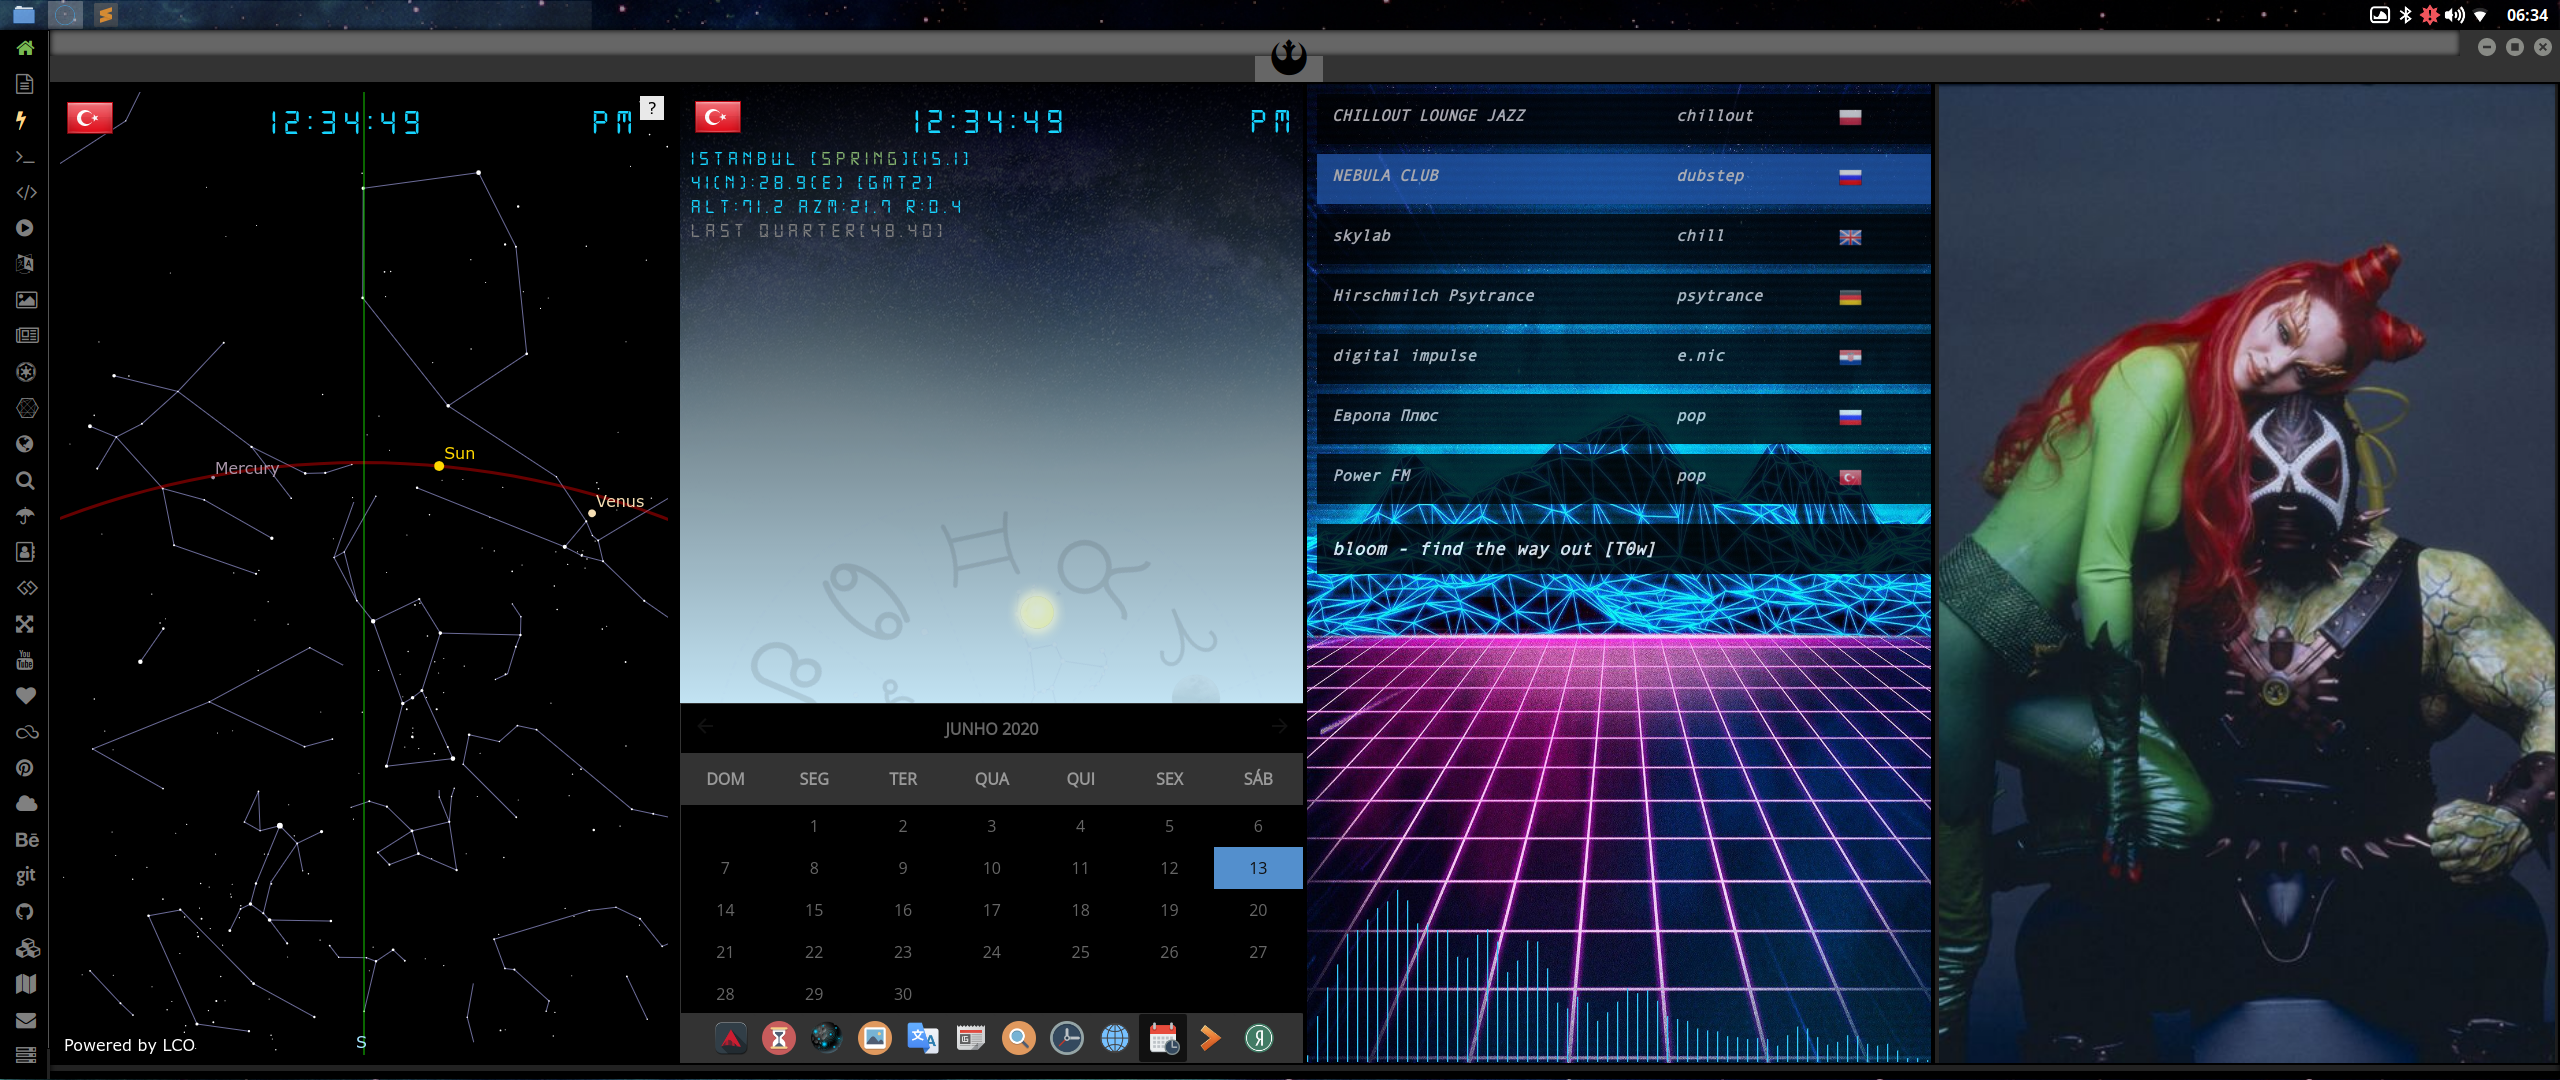 06:34
You
Tube
Bē
git
12:34:49 PM
?
Mercury
Sun
Venus
S
Powered by LCO
12:34:49 PM
ISTANBUL [SPRING][15.1]
41(N):28.9(E) [GMT2]
ALT:71.2 AZM:21.7 R:0.4
LAST QUARTER[48.40]
JUNHO 2020
DOM SEG TER QUA QUI SEX SÁB
1 2 3 4 5 6
7 8 9 10 11 12 13
14 15 16 17 18 19 20
21 22 23 24 25 26 27
28 29 30
CHILLOUT LOUNGE JAZZ chillout
NEBULA CLUB dubstep
skylab chill
Hirschmilch Psytrance psytrance
digital impulse e.nic
Европа Плюс pop
Power FM pop
bloom - find the way out [T0w]